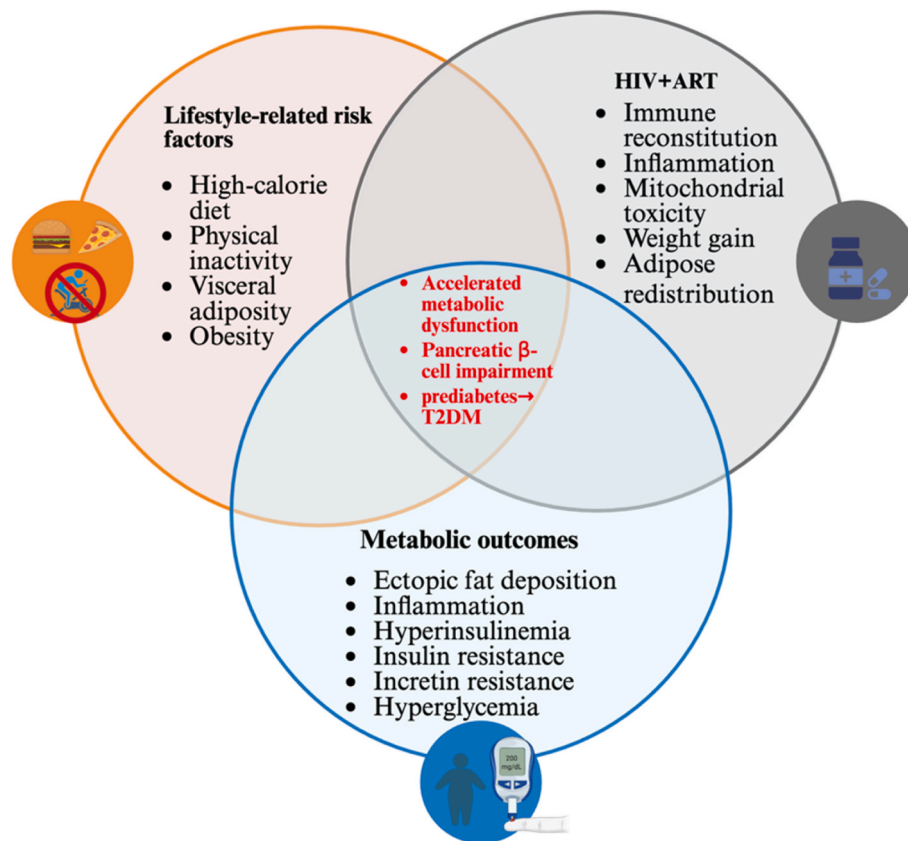 Lifestyle-related risk
factors
• High-calorie
diet
• Physical
inactivity
• Visceral
adiposity
• Obesity
HIV+ART
• Immune
reconstitution
• Inflammation
• Mitochondrial
toxicity
• Weight gain
• Adipose
redistribution
• Accelerated
metabolic
dysfunction
• Pancreatic β-
cell impairment
• prediabetes→
T2DM
Metabolic outcomes
• Ectopic fat deposition
• Inflammation
• Hyperinsulinemia
• Insulin resistance
• Incretin resistance
• Hyperglycemia
200
mg/dL